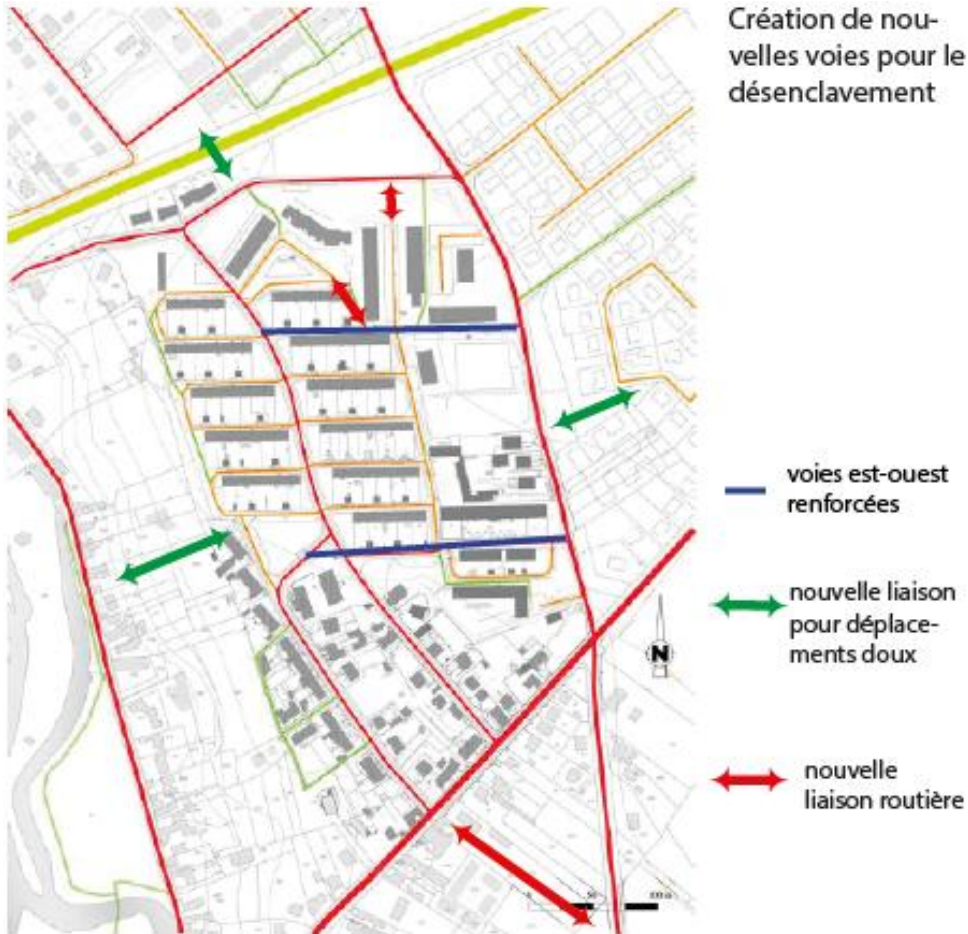 Création de nou-
velles voies pour le
désenclavement
voies est-ouest
renforcées
nouvelle liaison
pour déplace-
ments doux
N
nouvelle
liaison routière